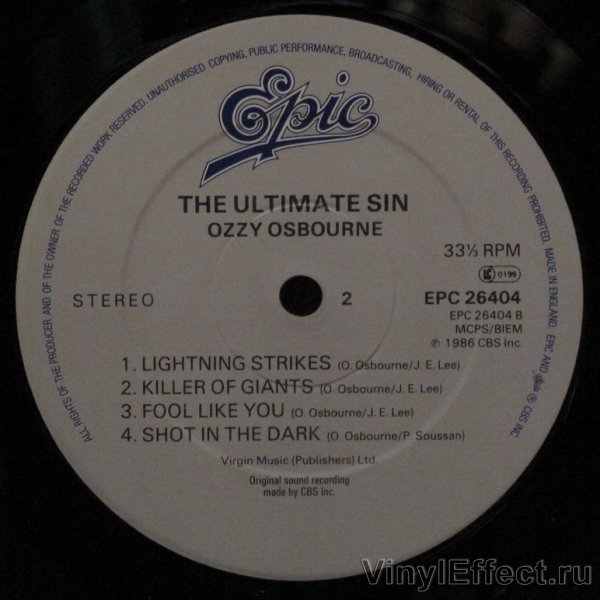 ALL RIGHTS OF THE PRODUCER AND OF THE OWNER OF THE RECORDED WORK RESERVED. UNAUTHORISED COPYING, PUBLIC PERFORMANCE, BROADCASTING, HIRING OR RENTAL OF THIS RECORDING PROHIBITED. MADE IN ENGLAND. EPIC AND Epic ® CBS INC.
Epic
THE ULTIMATE SIN
OZZY OSBOURNE
33⅓ RPM
LC 0199
STEREO 2 EPC 26404
EPC 26404 B
MCPS/BIEM
℗ 1986 CBS Inc.
1. LIGHTNING STRIKES (O. Osbourne/J. E. Lee)
2. KILLER OF GIANTS (O. Osbourne/J. E. Lee)
3. FOOL LIKE YOU (O. Osbourne/J. E. Lee)
4. SHOT IN THE DARK (O. Osbourne/P. Soussan)
Virgin Music (Publishers) Ltd.
Original sound recording
made by CBS Inc.
VinylEffect.ru